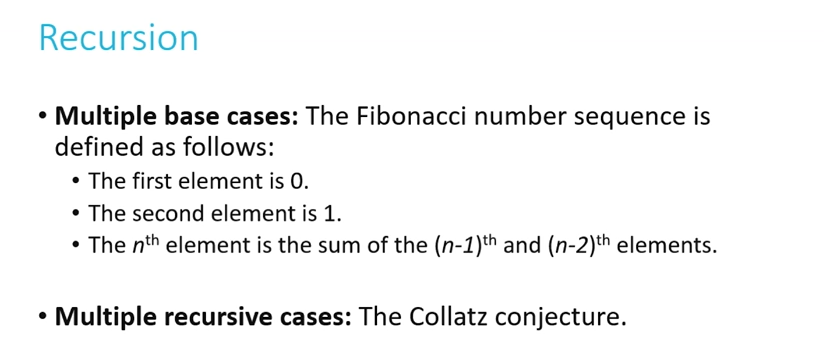 Recursion
• Multiple base cases: The Fibonacci number sequence is
defined as follows:
• The first element is 0.
• The second element is 1.
• The nth element is the sum of the (n-1)th and (n-2)th elements.
• Multiple recursive cases: The Collatz conjecture.